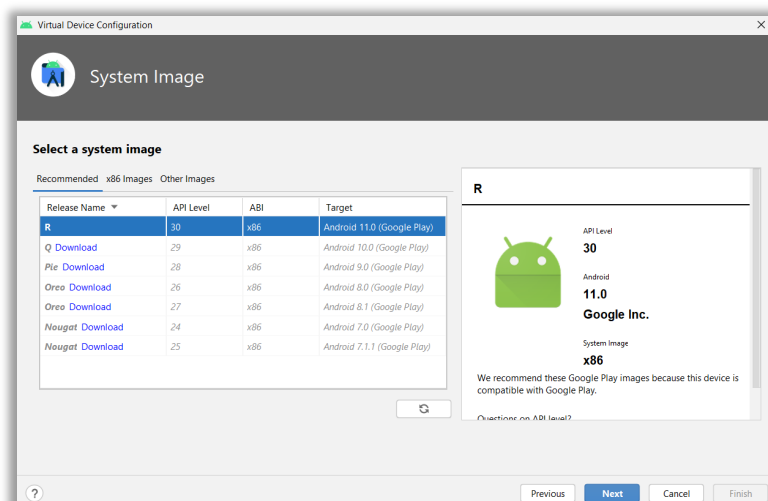 Virtual Device Configuration
System Image
Select a system image
Recommended x86 Images Other Images
Release Name API Level ABI Target
R 30 x86 Android 11.0 (Google Play)
Q Download 29 x86 Android 10.0 (Google Play)
Pie Download 28 x86 Android 9.0 (Google Play)
Oreo Download 26 x86 Android 8.0 (Google Play)
Oreo Download 27 x86 Android 8.1 (Google Play)
Nougat Download 24 x86 Android 7.0 (Google Play)
Nougat Download 25 x86 Android 7.1.1 (Google Play)
R
API Level
30
Android
11.0
Google Inc.
System Image
x86
We recommend these Google Play images because this device is
compatible with Google Play.
Questions on API level?
? Previous Next Cancel Finish